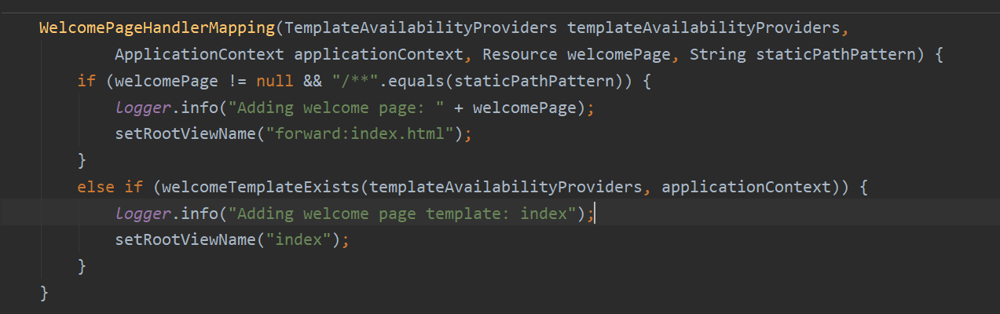 WelcomePageHandlerMapping(TemplateAvailabilityProviders templateAvailabilityProviders,
        ApplicationContext applicationContext, Resource welcomePage, String staticPathPattern) {
    if (welcomePage != null && "/**".equals(staticPathPattern)) {
        logger.info("Adding welcome page: " + welcomePage);
        setRootViewName("forward:index.html");
    }
    else if (welcomeTemplateExists(templateAvailabilityProviders, applicationContext)) {
        logger.info("Adding welcome page template: index");
        setRootViewName("index");
    }
}